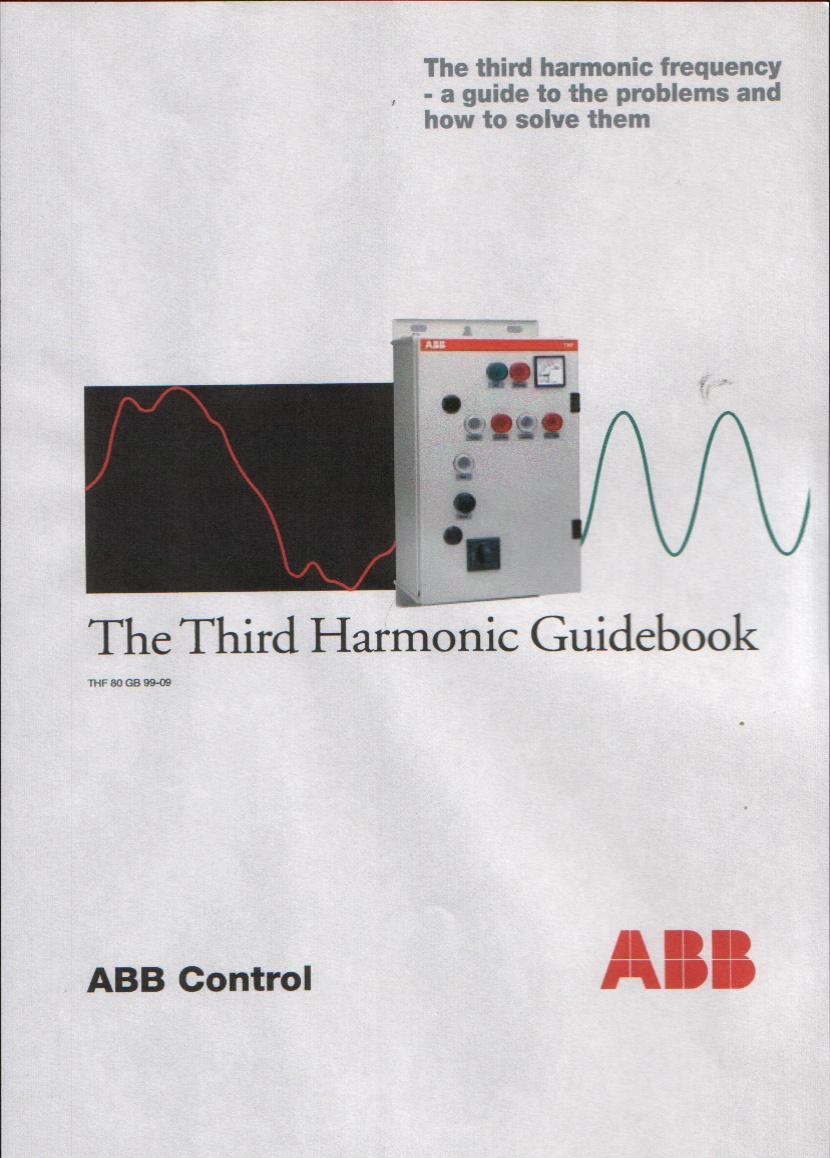 The third harmonic frequency
- a guide to the problems and
how to solve them
ABB
The Third Harmonic Guidebook
THF 80 GB 99-09
ABB Control
ABB